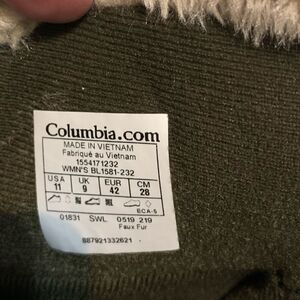 Columbia.com
MADE IN VIETNAM
Fabriqué au Vietnam
1554171232
WMN'S BL1581-232
USA UK EUR CM
11 9 42 28
ECA-5
01831 SWL 0519 219
Faux Fur
887921332621